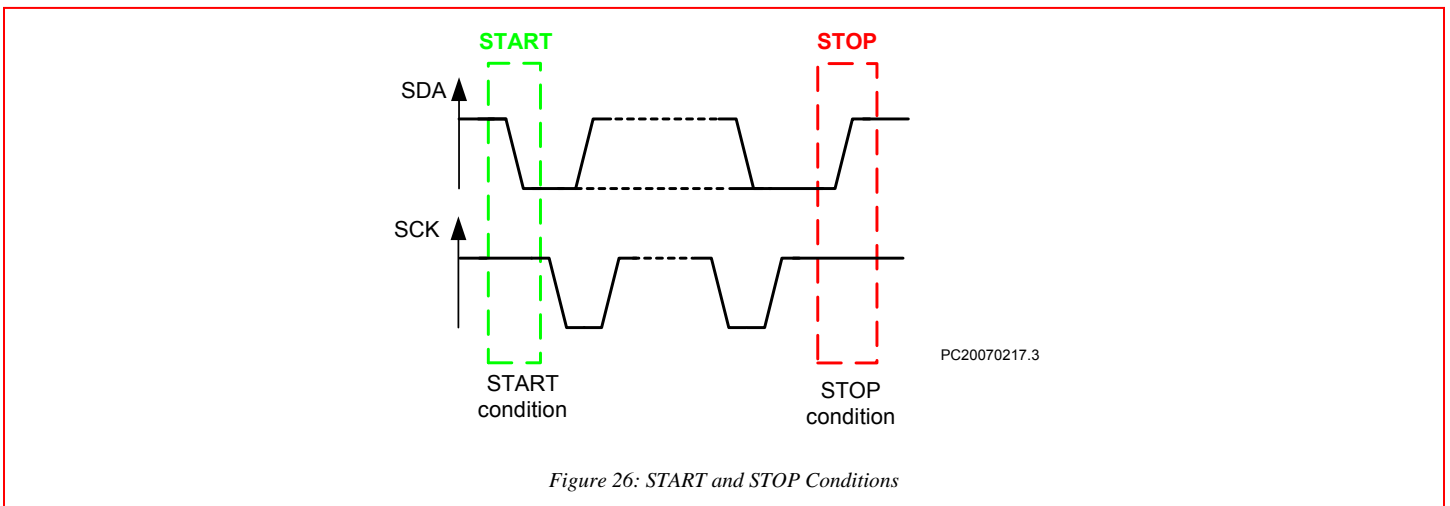 START
STOP
SDA
SCK
PC20070217.3
START
condition
STOP
condition
Figure 26: START and STOP Conditions